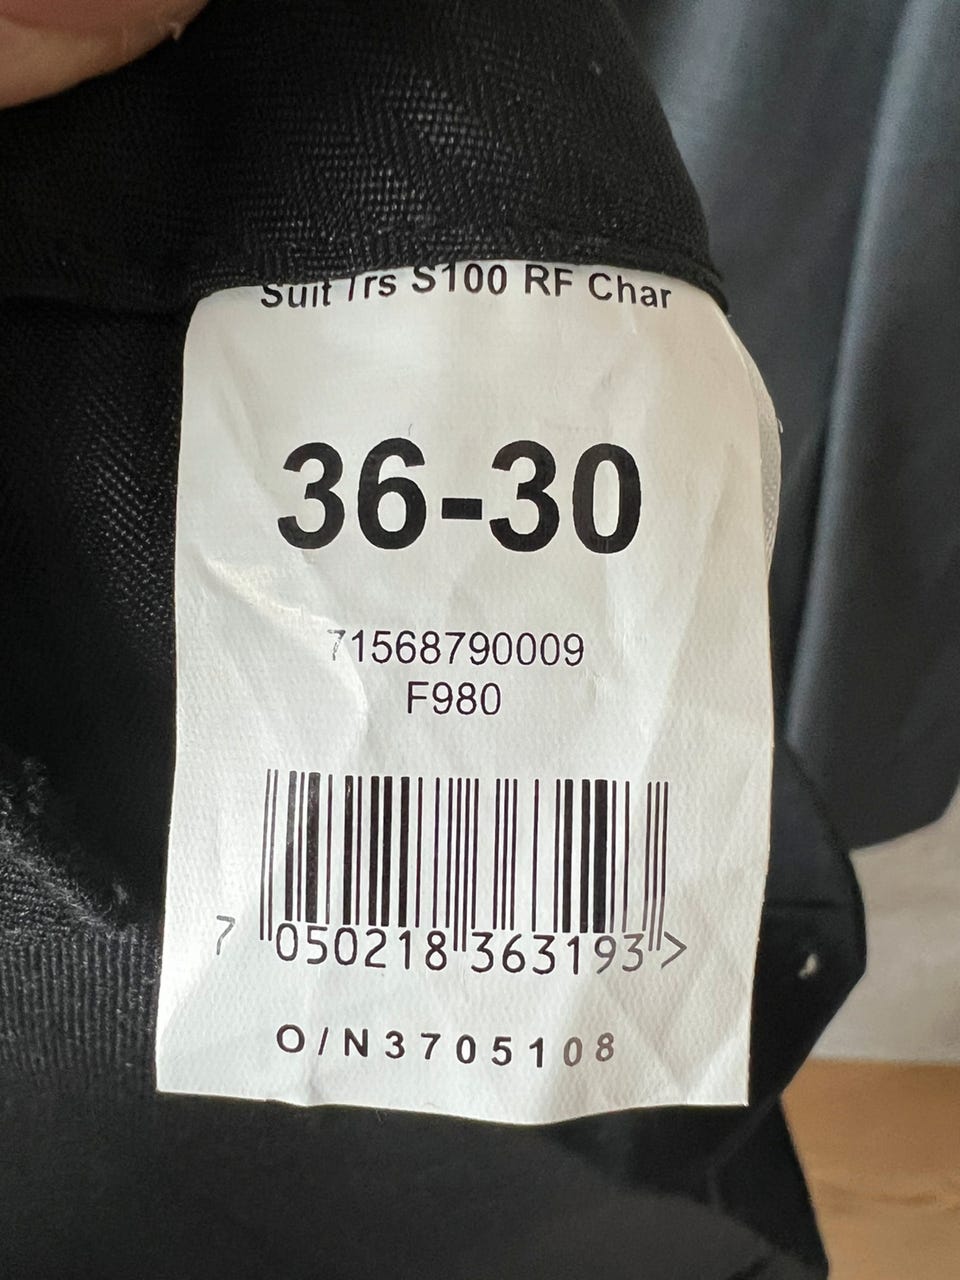 Suit Trs S100 RF Char
36-30
71568790009
F980
7 050218 363193 >
O/N3705108